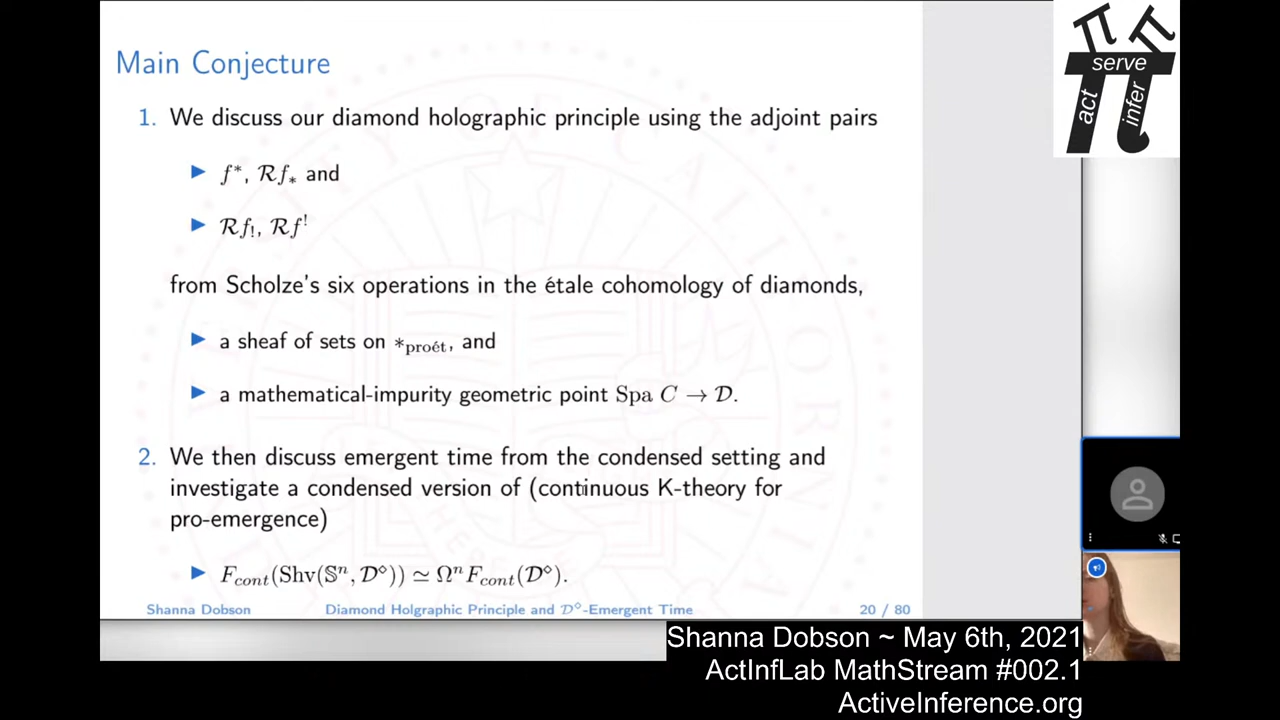 Main Conjecture
1. We discuss our diamond holographic principle using the adjoint pairs
▶ f*, ℛf∗ and
▶ ℛf!, ℛf!
from Scholze's six operations in the étale cohomology of diamonds,
▶ a sheaf of sets on ∗proét, and
▶ a mathematical-impurity geometric point Spa C → 𝒟.
2. We then discuss emergent time from the condensed setting and
investigate a condensed version of (continuous K-theory for
pro-emergence)
▶ Fcont(Shv(𝕊ⁿ, 𝒟⋄)) ≃ ΩⁿFcont(𝒟⋄).
Shanna Dobson Diamond Holgraphic Principle and 𝒟⋄-Emergent Time 20 / 80
π π
serve
act
infer
Shanna Dobson ~ May 6th, 2021
ActInfLab MathStream #002.1
ActiveInference.org